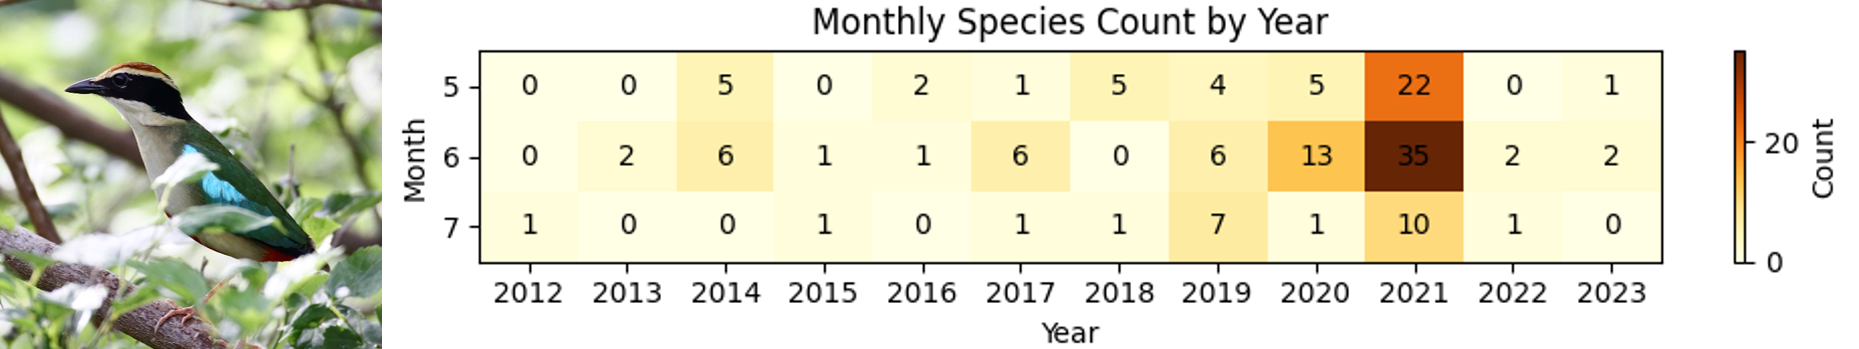 Monthly Species Count by Year
5 0 0 5 0 2 1 5 4 5 22 0 1
6 0 2 6 1 1 6 0 6 13 35 2 2
7 1 0 0 1 0 1 1 7 1 10 1 0
Month
2012 2013 2014 2015 2016 2017 2018 2019 2020 2021 2022 2023
Year
20
0
Count